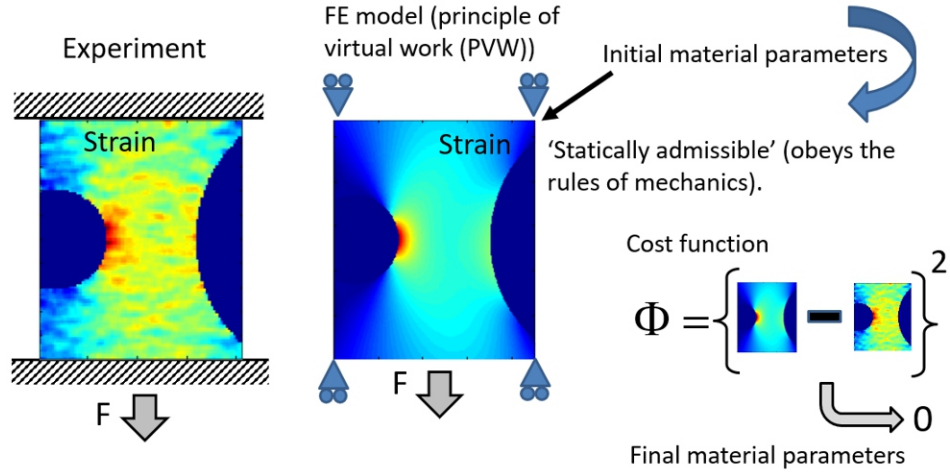 Experiment
Strain
F
FE model (principle of
virtual work (PVW))
Strain
F
Initial material parameters
‘Statically admissible’ (obeys the
rules of mechanics).
Cost function
Φ = { - }²
0
Final material parameters